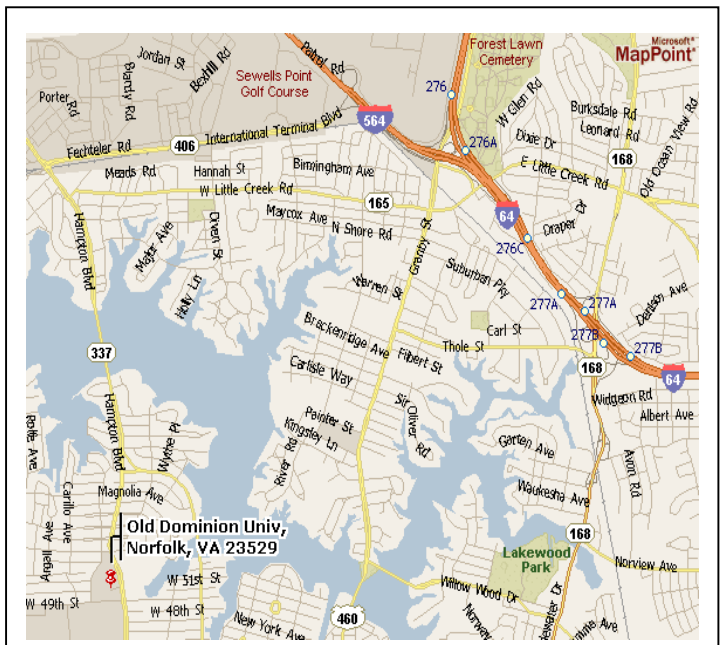 Microsoft®
MapPoint®
Forest Lawn
Cemetery
Patrol Rd
Jordan St
Bexhill Rd
Blandy Rd
Sewells Point
Golf Course
276
W Glen Rd
Porter Rd
564
Burksdale Rd
Leonard Rd
Dixie Dr
Old Ocean View Rd
International Terminal Blvd
406
Fechteler Rd
276A
168
E Little Creek Rd
Meads Rd
Hannah St
Birmingham Ave
W Little Creek Rd
165
Maycox Ave
N Shore Rd
64
Draper Dr
276C
Hampton Blvd
Major Ave
Diven St
Holly Ln
Granby St
Suburban Pky
Warren St
277A
277A
Denison Ave
Brackenridge Ave
Filbert St
Carl St
Thole St
277B
277B
337
168
64
Carlisle Way
Widgeon Rd
Albert Ave
Hampton Blvd
Rolfe Ave
Wythe Pl
Painter St
Kingsley Ln
Sir Oliver Rd
River Rd
Garten Ave
Avon Rd
Carrillo Ave
Magnolia Ave
Waukesha Ave
Argall Ave
Old Dominion Univ,
Norfolk, VA 23529
168
Lakewood
Park
Norview Ave
W 51st St
Willow Wood Dr
W 49th St
W 48th St
New York Ave
460